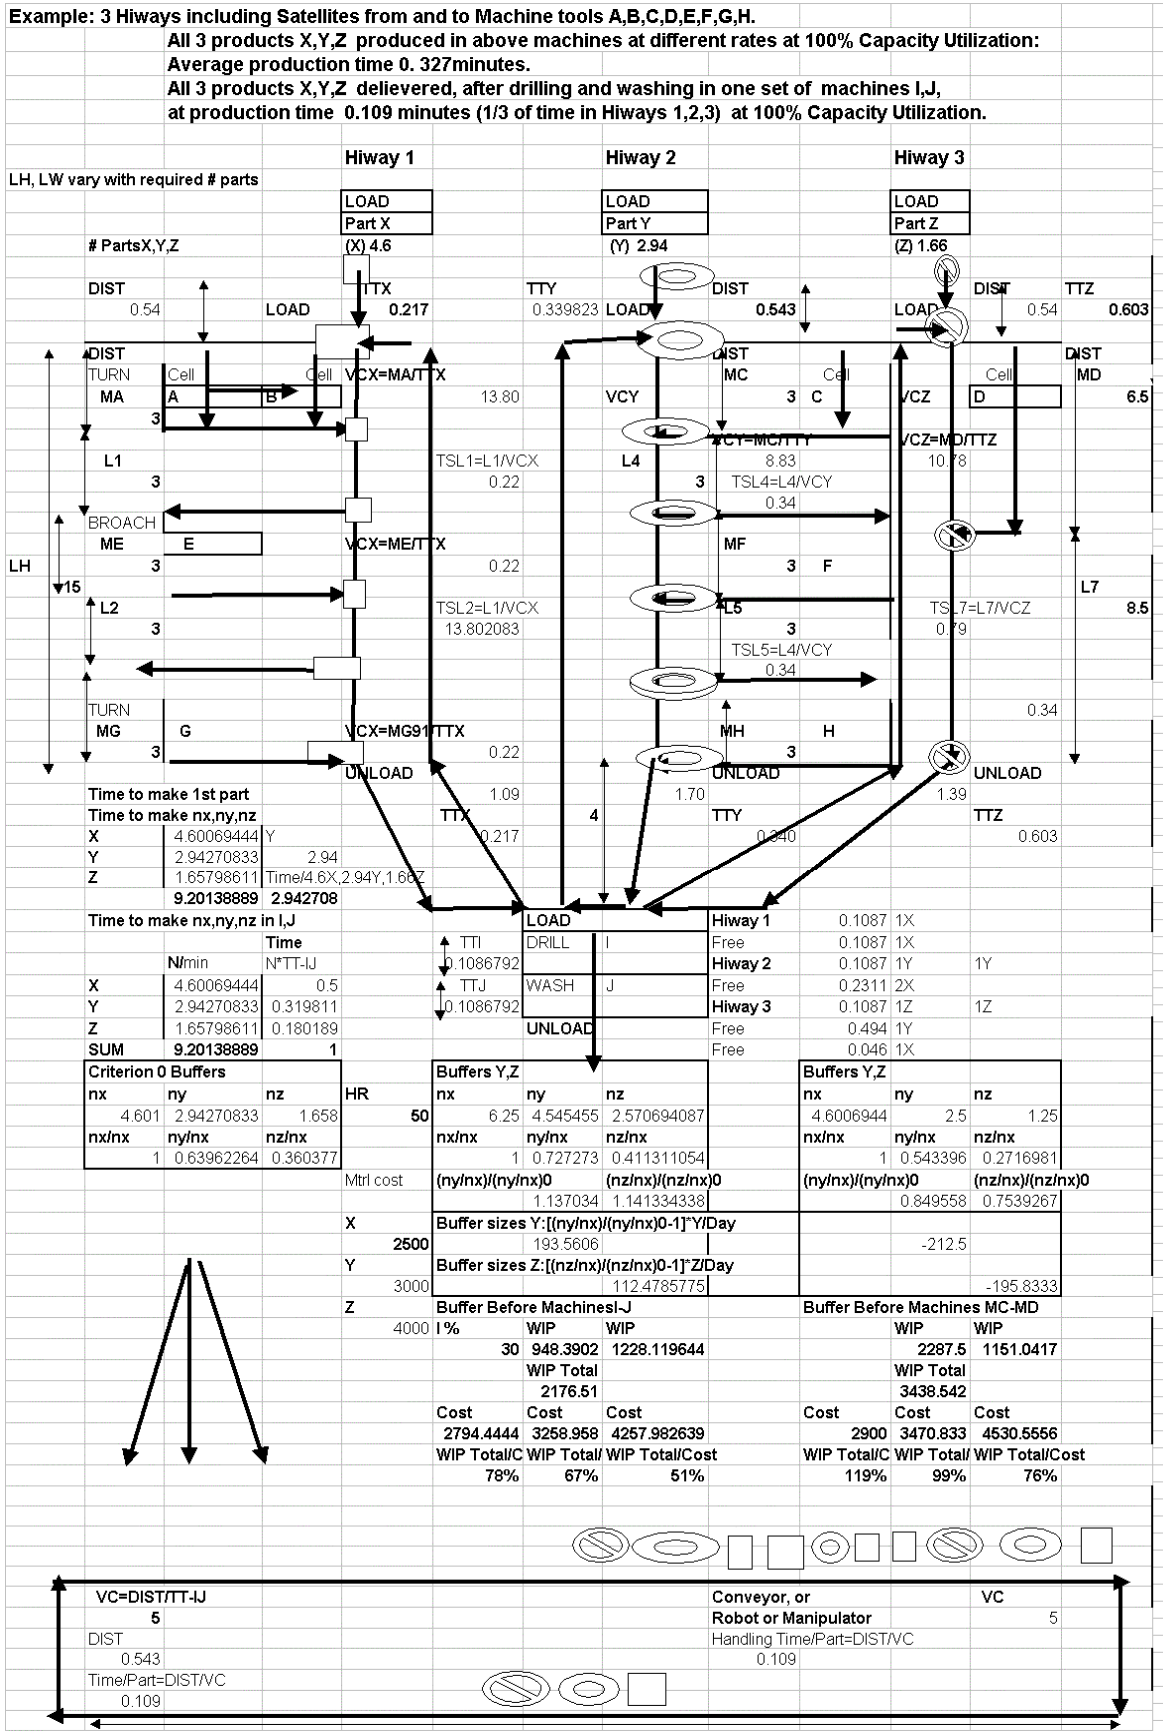 Example: 3 Hiways including Satellites from and to Machine tools A,B,C,D,E,F,G,H.
All 3 products X,Y,Z produced in above machines at different rates at 100% Capacity Utilization:
Average production time 0. 327minutes.
All 3 products X,Y,Z delievered, after drilling and washing in one set of machines I,J,
at production time 0.109 minutes (1/3 of time in Hiways 1,2,3) at 100% Capacity Utilization.
Hiway 1 Hiway 2 Hiway 3
LH, LW vary with required # parts
LOAD LOAD LOAD
Part X Part Y Part Z
# PartsX,Y,Z (X) 4.6 (Y) 2.94 (Z) 1.66
DIST TTX TTY DIST DIST TTZ
0.54 LOAD 0.217 0.339823 LOAD 0.543 LOAD 0.54 0.603
DIST DIST DIST
TURN Cell Cell VCX=MA/TTX MC Cell Cell MD
MA A B 13.80 VCY 3 C VCZ D 6.5
3 VCY=MC/TTY VCZ=MD/TTZ
L1 TSL1=L1/VCX L4 8.83 10.78
3 0.22 3 TSL4=L4/VCY
0.34
BROACH
ME E VCX=ME/TTX MF
LH 3 0.22 3 F
15 L7
L2 TSL2=L1/VCX L5 TSL7=L7/VCZ 8.5
3 13.802083 3 0.79
TSL5=L4/VCY
0.34
TURN 0.34
MG G VCX=MG91/TTX MH H
3 0.22 3
UNLOAD UNLOAD UNLOAD
Time to make 1st part 1.09 1.70 1.39
Time to make nx,ny,nz TTX 4 TTY TTZ
X 4.60069444 Y 0.217 0.340 0.603
Y 2.94270833 2.94
Z 1.65798611 Time/4.6X,2.94Y,1.66Z
9.20138889 2.942708
Time to make nx,ny,nz in I,J LOAD Hiway 1 0.1087 1X
Time TTI DRILL I Free 0.1087 1X
N/min N*TT-IJ 0.1086792 Hiway 2 0.1087 1Y 1Y
X 4.60069444 0.5 TTJ WASH J Free 0.2311 2X
Y 2.94270833 0.319811 0.1086792 Hiway 3 0.1087 1Z 1Z
Z 1.65798611 0.180189 UNLOAD Free 0.494 1Y
SUM 9.20138889 1 Free 0.046 1X
Criterion 0 Buffers Buffers Y,Z Buffers Y,Z
nx ny nz HR nx ny nz nx ny nz
4.601 2.94270833 1.658 50 6.25 4.545455 2.570694087 4.6006944 2.5 1.25
nx/nx ny/nx nz/nx nx/nx ny/nx nz/nx nx/nx ny/nx nz/nx
1 0.63962264 0.360377 1 0.727273 0.411311054 1 0.543396 0.2716981
Mtrl cost (ny/nx)/(ny/nx)0 (nz/nx)/(nz/nx)0 (ny/nx)/(ny/nx)0 (nz/nx)/(nz/nx)0
1.137034 1.141334338 0.849558 0.7539267
X Buffer sizes Y:[(ny/nx)/(ny/nx)0-1]*Y/Day
2500 193.5606 -212.5
Y Buffer sizes Z:[(nz/nx)/(nz/nx)0-1]*Z/Day
3000 112.4785775 -195.8333
Z Buffer Before MachinesI-J Buffer Before Machines MC-MD
4000 I % WIP WIP WIP WIP
30 948.3902 1228.119644 2287.5 1151.0417
WIP Total WIP Total
2176.51 3438.542
Cost Cost Cost Cost Cost Cost
2794.4444 3258.958 4257.982639 2900 3470.833 4530.5556
WIP Total/C WIP Total/ WIP Total/Cost WIP Total/C WIP Total/ WIP Total/Cost
78% 67% 51% 119% 99% 76%
VC=DIST/TT-IJ Conveyor, or VC
5 Robot or Manipulator 5
DIST Handling Time/Part=DIST/VC
0.543 0.109
Time/Part=DIST/VC
0.109